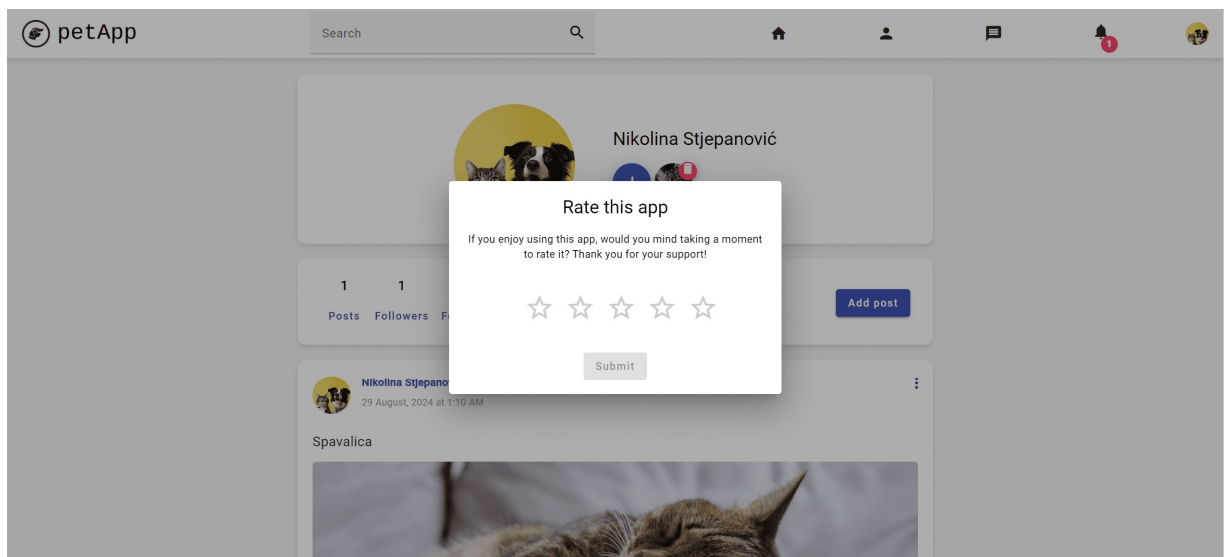 petApp
Search
1
Nikolina Stjepanović
Rate this app
If you enjoy using this app, would you mind taking a moment
to rate it? Thank you for your support!
1 1
Posts Followers
Add post
Submit
Nikolina Stjepano
29 August, 2024 at 1:10 AM
Spavalica